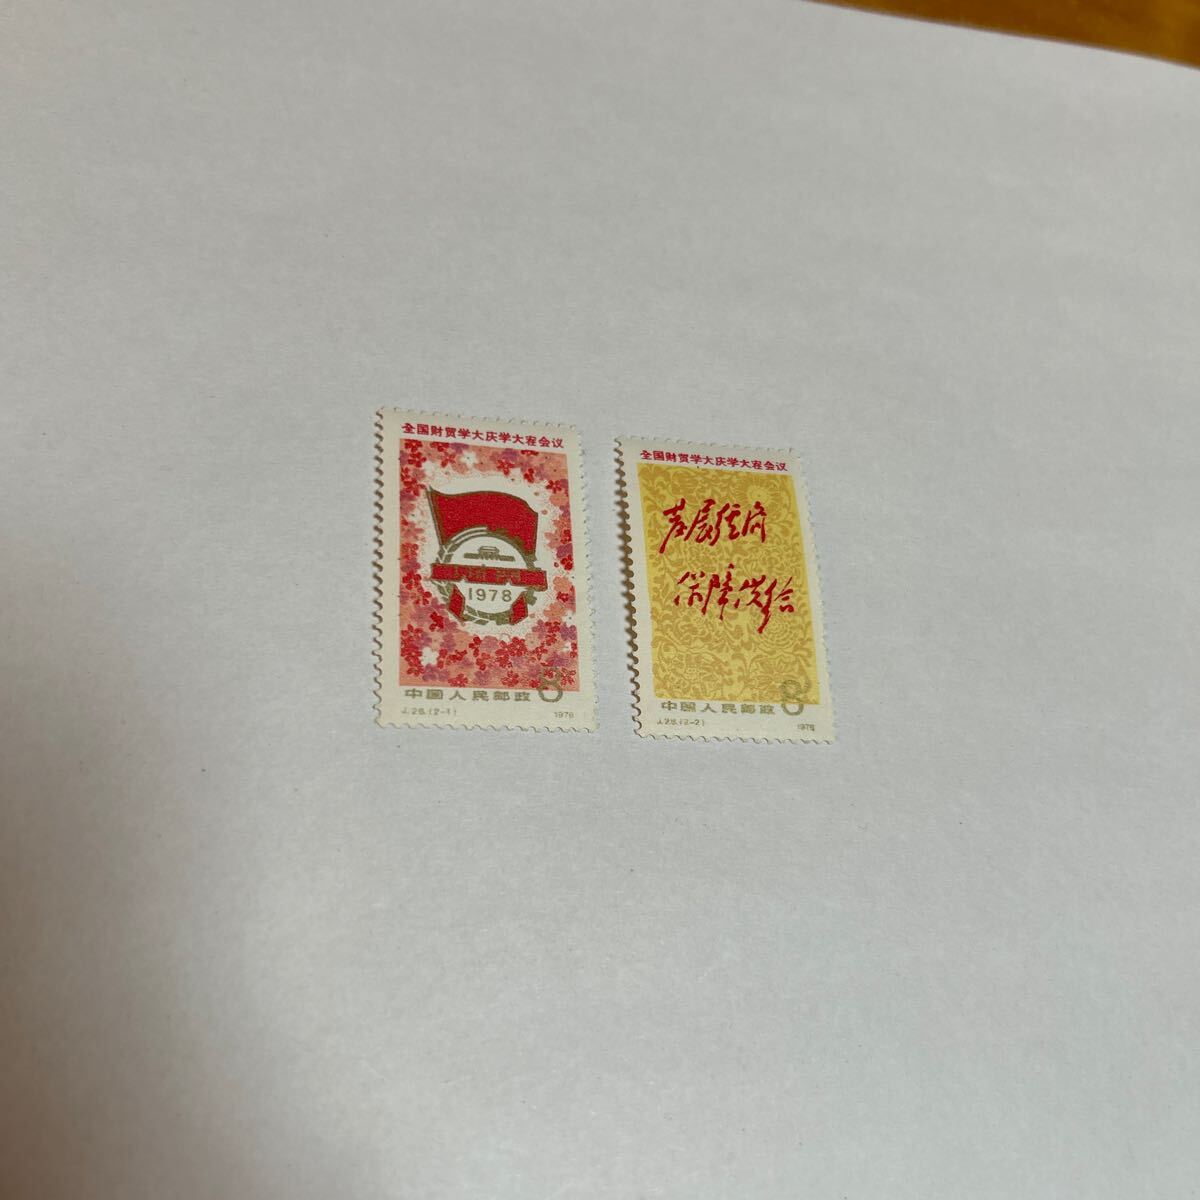 全国财贸学大庆学大寨会议
1978
中国人民邮政
8
J.28.(2-1)
1978
全国财贸学大庆学大寨会议
发展经济
保障供给
中国人民邮政
8
J.28.(2-2)
1978